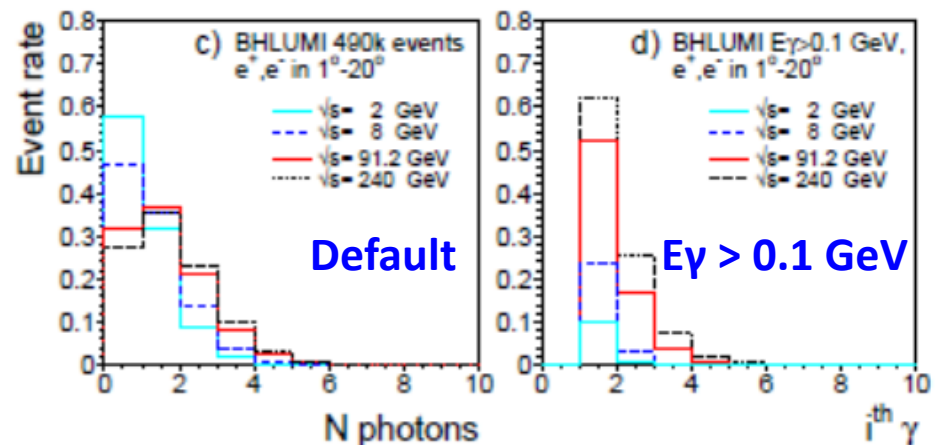 Event rate
0.8
0.7
0.6
0.5
0.4
0.3
0.2
0.1
0
c) BHLUMI 490k events
e⁺,e⁻ in 1°-20°
√s= 2 GeV
√s= 8 GeV
√s= 91.2 GeV
√s= 240 GeV
Default
0 2 4 6 8 10
N photons
0.8
0.7
0.6
0.5
0.4
0.3
0.2
0.1
0
d) BHLUMI Eγ>0.1 GeV,
e⁺,e⁻ in 1°-20°
√s= 2 GeV
√s= 8 GeV
√s= 91.2 GeV
√s= 240 GeV
Eγ > 0.1 GeV
0 2 4 6 8 10
iᵗʰ γ